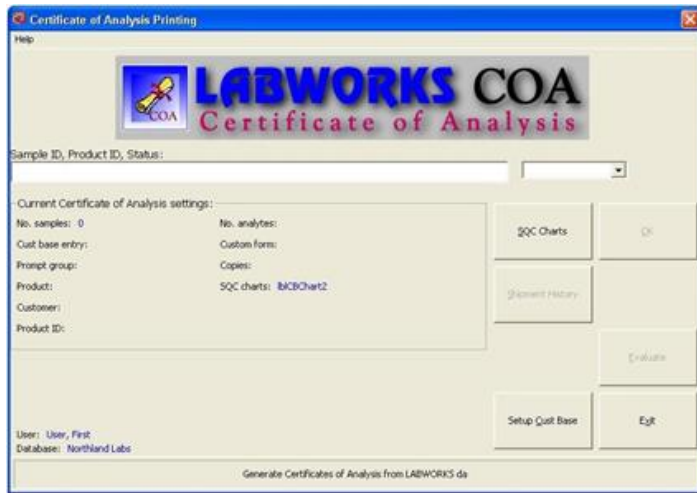 Certificate of Analysis Printing
Help
COA
LABWORKS COA
Certificate of Analysis
Sample ID, Product ID, Status:
Current Certificate of Analysis settings:
No. samples: 0 No. analytes:
Cust base entry: Custom form:
Prompt group: Copies:
Product: SQC charts: lblCBChart2
Customer:
Product ID:
SQC Charts OK
Shipment History
Evaluate
Setup Cust Base Exit
User: User, First
Database: Northland Labs
Generate Certificates of Analysis from LABWORKS da